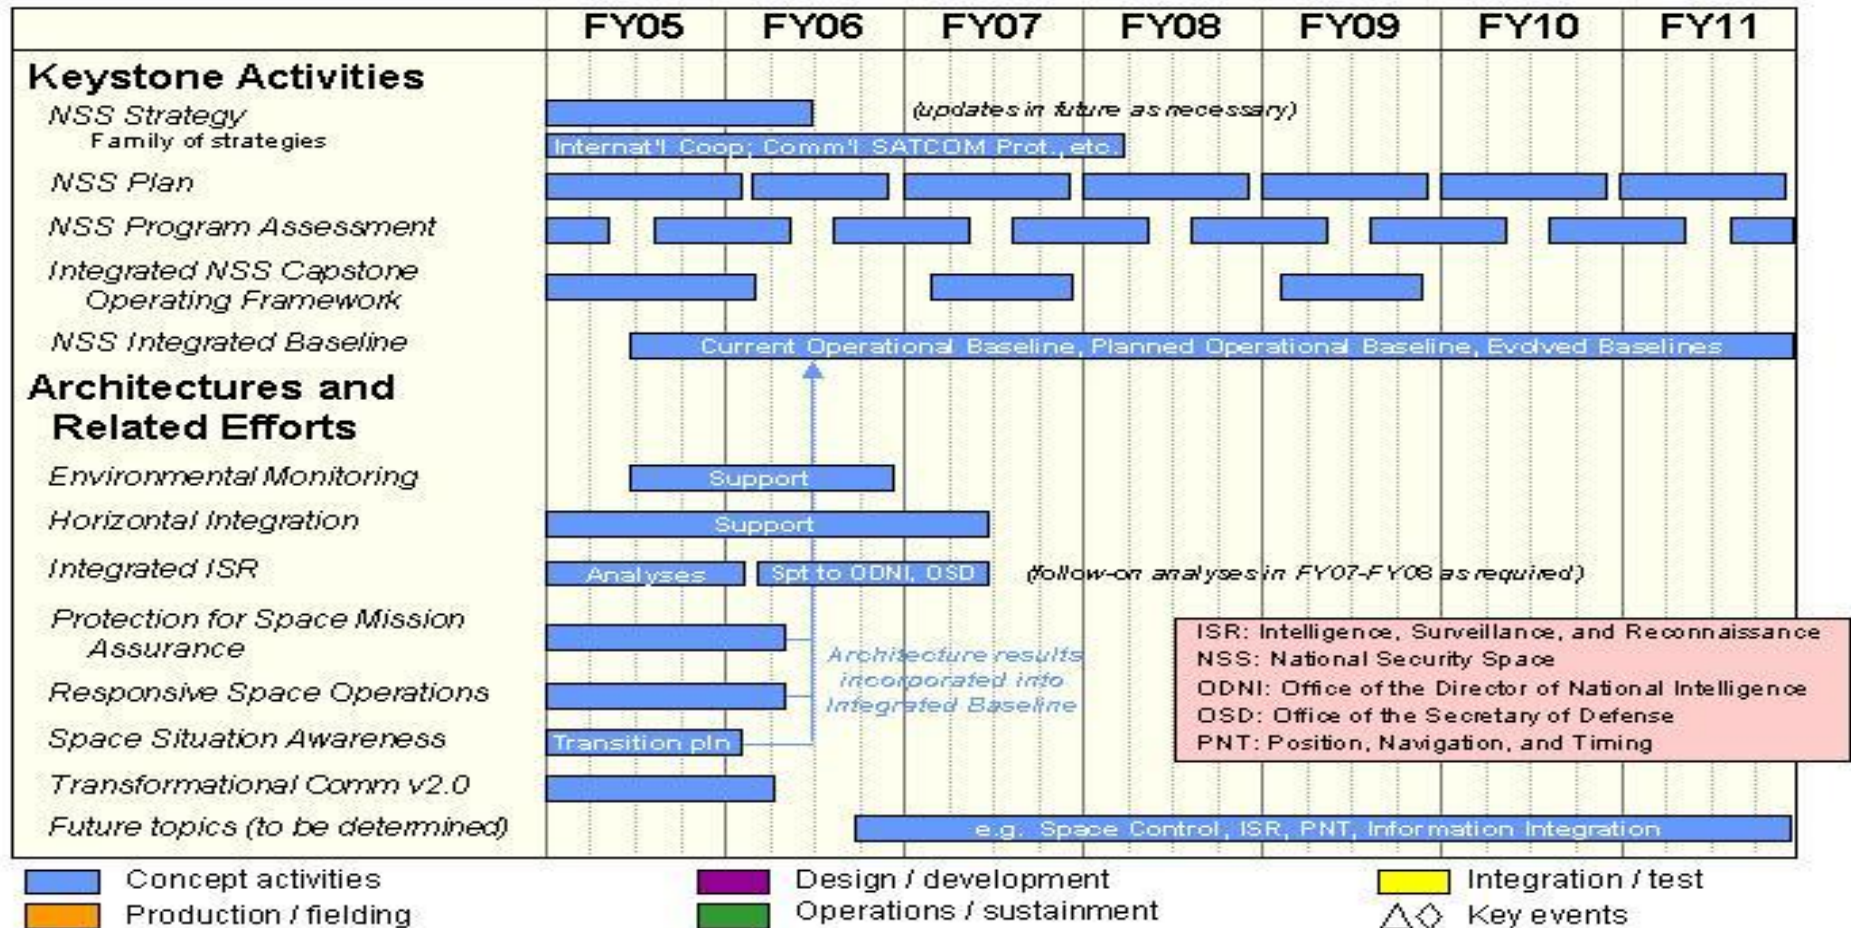 FY05 FY06 FY07 FY08 FY09 FY10 FY11
Keystone Activities
NSS Strategy
(updates in future as necessary)
Family of strategies
Internat'l Coop; Comm'l SATCOM Prot., etc.
NSS Plan
NSS Program Assessment
Integrated NSS Capstone
Operating Framework
NSS Integrated Baseline
Current Operational Baseline, Planned Operational Baseline, Evolved Baselines
Architectures and
Related Efforts
Environmental Monitoring
Support
Horizontal Integration
Support
Integrated ISR
Analyses
Spt to ODNI, OSD
(follow-on analyses in FY07-FY08 as required)
Protection for Space Mission
Assurance
Architecture results
incorporated into
Integrated Baseline
Responsive Space Operations
Space Situation Awareness
Transition pln
Transformational Comm v2.0
Future topics (to be determined)
e.g. Space Control, ISR, PNT, Information Integration
ISR: Intelligence, Surveillance, and Reconnaissance
NSS: National Security Space
ODNI: Office of the Director of National Intelligence
OSD: Office of the Secretary of Defense
PNT: Position, Navigation, and Timing
Concept activities
Design / development
Integration / test
Production / fielding
Operations / sustainment
Key events